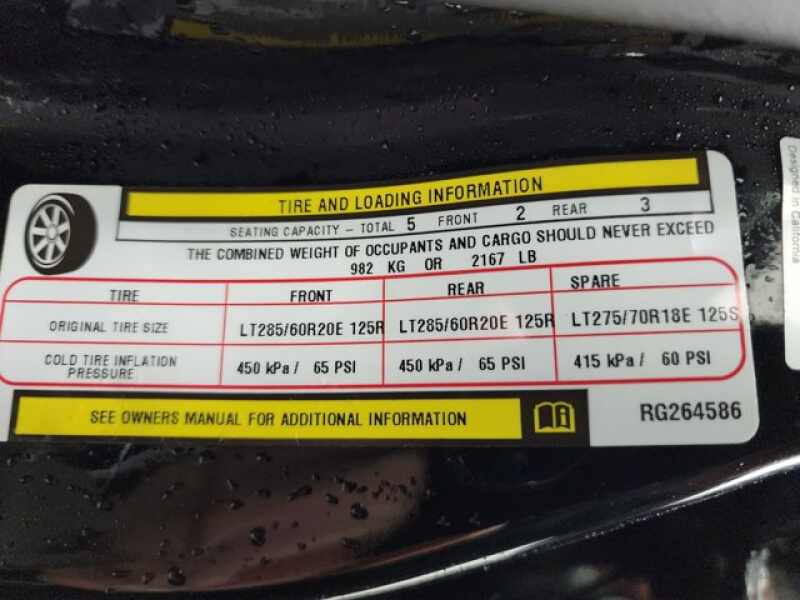 TIRE AND LOADING INFORMATION
SEATING CAPACITY – TOTAL 5 FRONT 2 REAR 3
THE COMBINED WEIGHT OF OCCUPANTS AND CARGO SHOULD NEVER EXCEED
982 KG OR 2167 LB
TIRE FRONT REAR SPARE
ORIGINAL TIRE SIZE LT285/60R20E 125R LT285/60R20E 125R LT275/70R18E 125S
COLD TIRE INFLATION
PRESSURE 450 kPa / 65 PSI 450 kPa / 65 PSI 415 kPa / 60 PSI
SEE OWNERS MANUAL FOR ADDITIONAL INFORMATION
RG264586
Designed in California